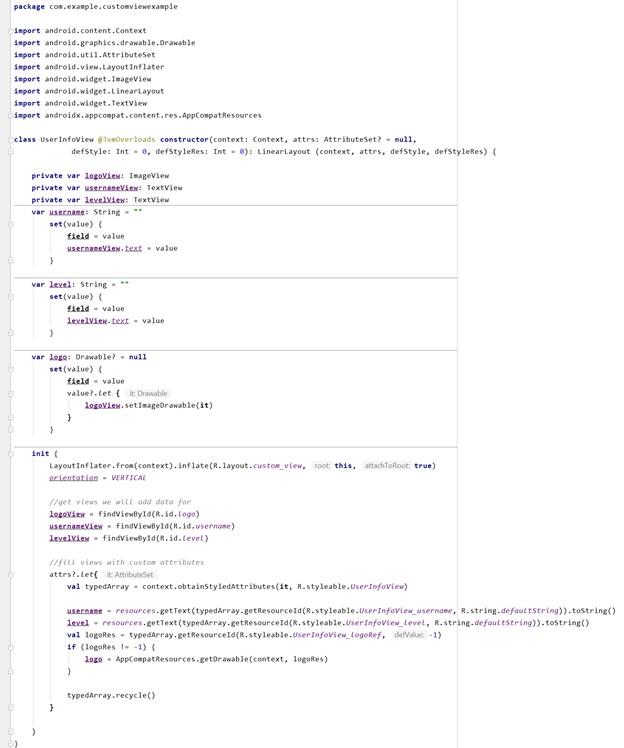 package com.example.customviewexample
import android.content.Context
import android.graphics.drawable.Drawable
import android.util.AttributeSet
import android.view.LayoutInflater
import android.widget.ImageView
import android.widget.LinearLayout
import android.widget.TextView
import androidx.appcompat.content.res.AppCompatResources
class UserInfoView @JvmOverloads constructor(context: Context, attrs: AttributeSet? = null,
defStyle: Int = 0, defStyleRes: Int = 0): LinearLayout (context, attrs, defStyle, defStyleRes) {
private var logoView: ImageView
private var usernameView: TextView
private var levelView: TextView
var username: String = ""
set(value) {
field = value
usernameView.text = value
}
var level: String = ""
set(value) {
field = value
levelView.text = value
}
var logo: Drawable? = null
set(value) {
field = value
value?.let { it: Drawable
logoView.setImageDrawable(it)
}
}
init {
LayoutInflater.from(context).inflate(R.layout.custom_view, root: this, attachToRoot: true)
orientation = VERTICAL
//get views we will add data for
logoView = findViewById(R.id.logo)
usernameView = findViewById(R.id.username)
levelView = findViewById(R.id.level)
//fill views with custom attributes
attrs?.let{ it: AttributeSet
val typedArray = context.obtainStyledAttributes(it, R.styleable.UserInfoView)
username = resources.getText(typedArray.getResourceId(R.styleable.UserInfoView_username, R.string.defaultString)).toString()
level = resources.getText(typedArray.getResourceId(R.styleable.UserInfoView_level, R.string.defaultString)).toString()
val logoRes = typedArray.getResourceId(R.styleable.UserInfoView_logoRef, defValue: -1)
if (logoRes != -1) {
logo = AppCompatResources.getDrawable(context, logoRes)
}
typedArray.recycle()
}
}
}